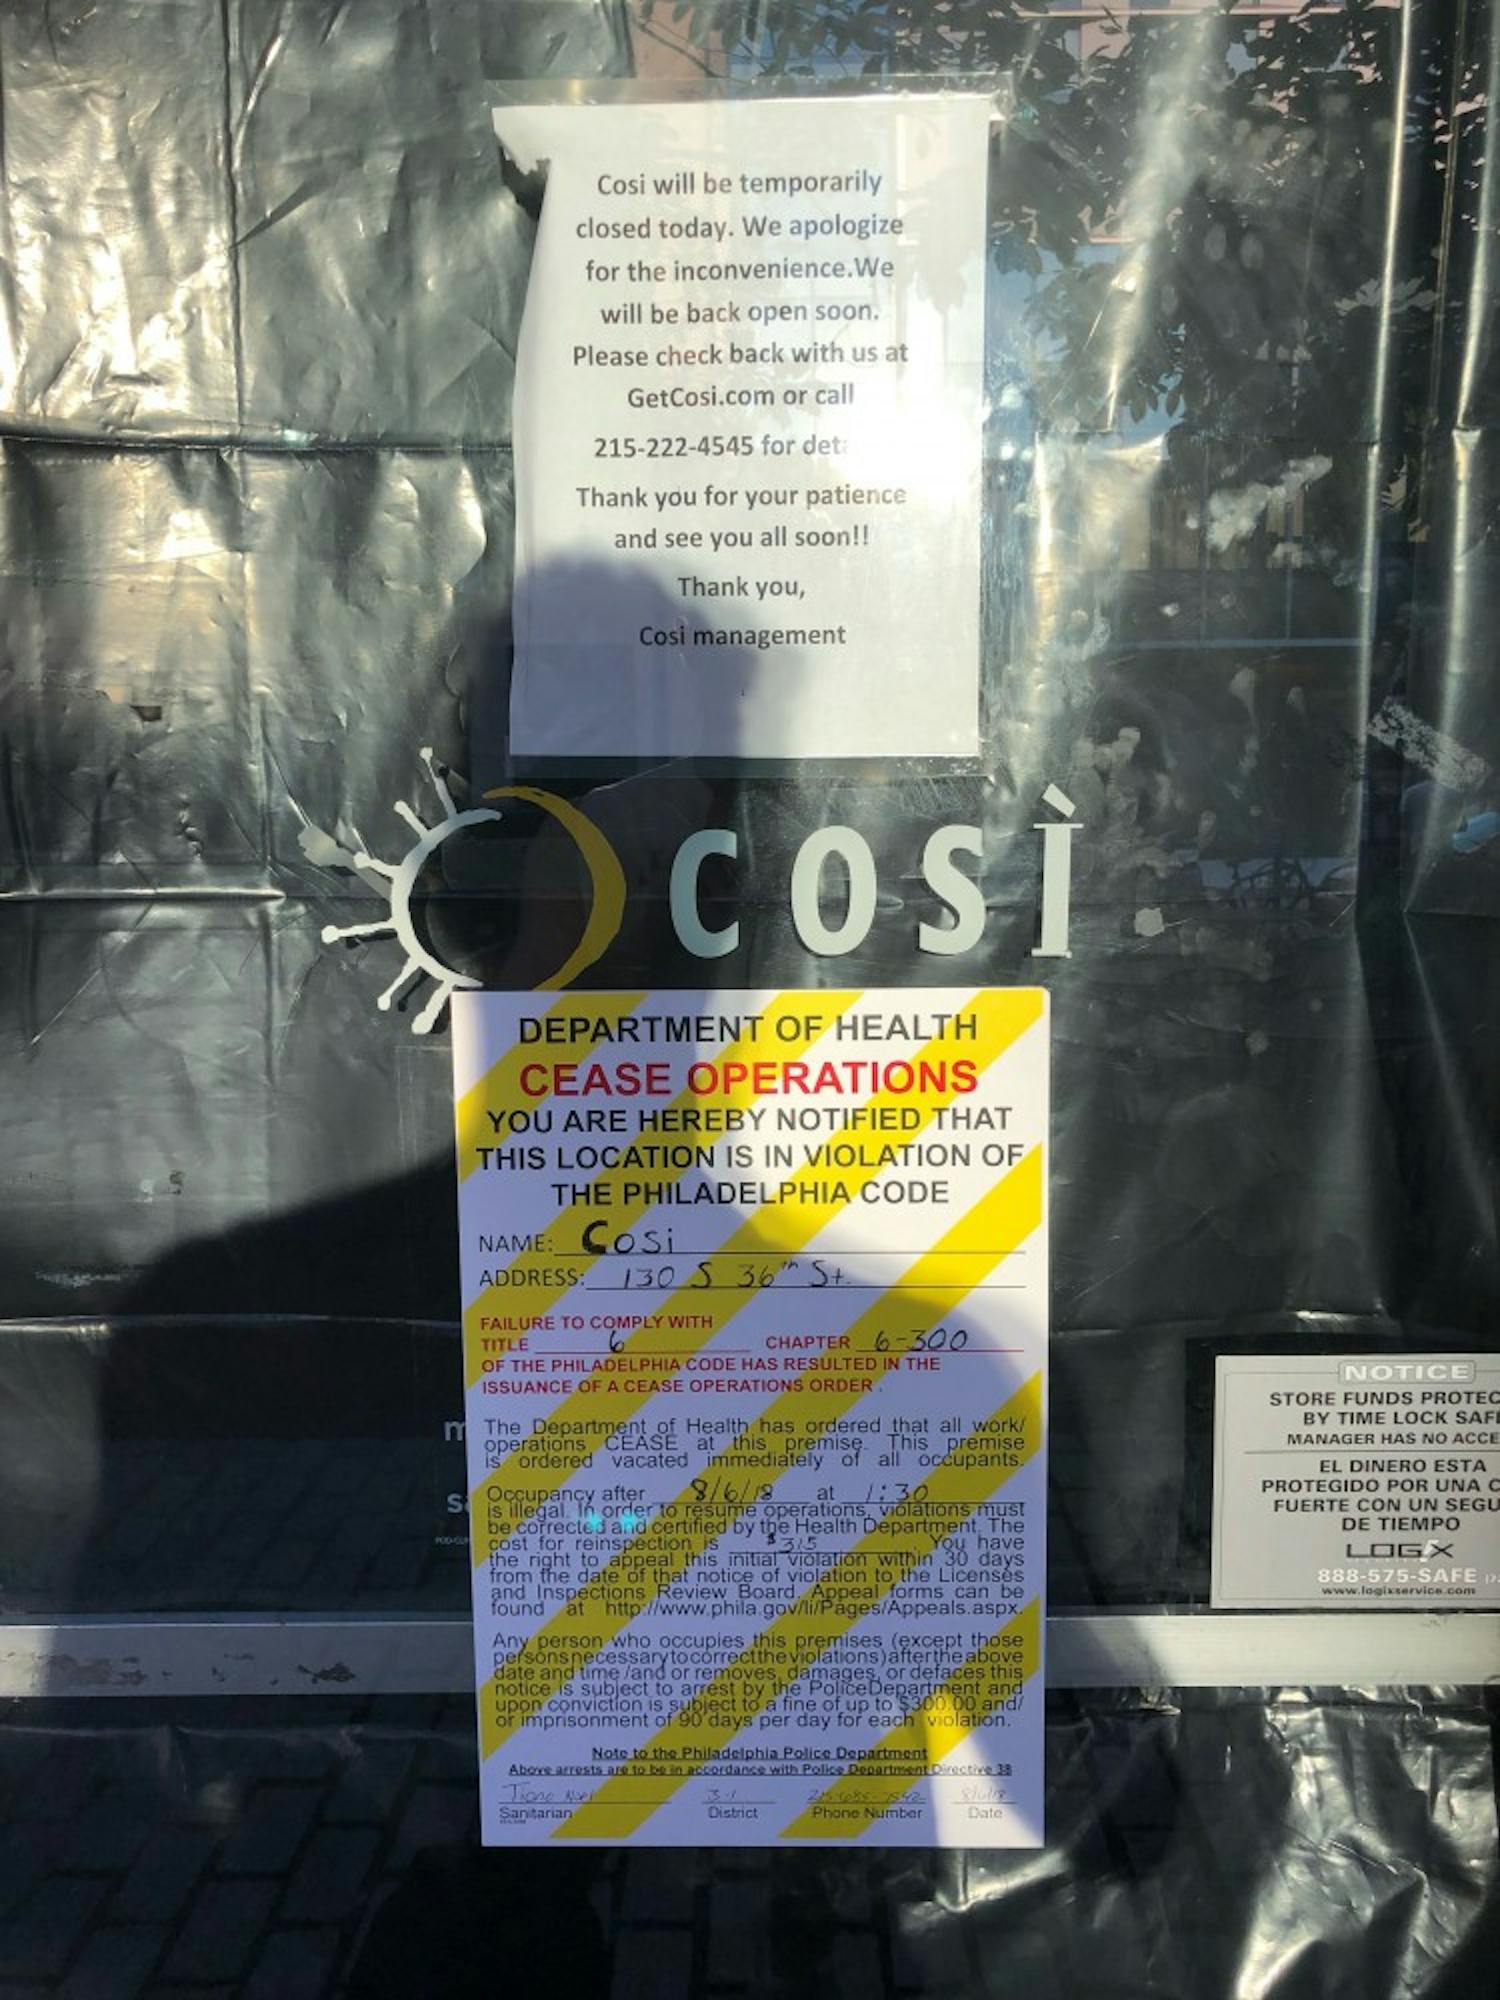 Cosi will be temporarily
closed today. We apologize
for the inconvenience.We
will be back open soon.
Please check back with us at
GetCosi.com or call
215-222-4545 for
Thank you for your patience
and see you all soon!!
Thank you,
Cosi management
COSÌ
DEPARTMENT OF HEALTH
CEASE OPERATIONS
YOU ARE HEREBY NOTIFIED THAT
THIS LOCATION IS IN VIOLATION OF
THE PHILADELPHIA CODE
NAME: Cosi
ADDRESS: 130 S 36th St.
FAILURE TO COMPLY WITH
TITLE 6 CHAPTER 6-300
OF THE PHILADELPHIA CODE HAS RESULTED IN THE
ISSUANCE OF A CEASE OPERATIONS ORDER .
The Department of Health has ordered that all work/
operations CEASE at this premise. This premise
is ordered vacated immediately of all occupants.
Occupancy after 8/6/18 at 1:30
is illegal. In order to resume operations, violations must
be corrected and certified by the Health Department. The
cost for reinspection is $315. You have
the right to appeal this initial violation within 30 days
from the date of that notice of violation to the Licenses
and Inspections Review Board. Appeal forms can be
found at http://www.phila.gov/li/Pages/Appeals.aspx.
Any person who occupies this premises (except those
persons necessary to correct the violations) after the above
date and time /and or removes, damages, or defaces this
notice is subject to arrest by the Police Department and
upon conviction is subject to a fine of up to $300.00 and/
or imprisonment of 90 days per day for each violation.
Note to the Philadelphia Police Department
Above arrests are to be in accordance with Police Department Directive 38
8/6/18
Sanitarian District Phone Number Date
NOTICE
STORE FUNDS PROTEC
BY TIME LOCK SAF
MANAGER HAS NO ACCE
EL DINERO ESTA
PROTEGIDO POR UNA C
FUERTE CON UN SEGU
DE TIEMPO
LOGIX
888-575-SAFE
www.logixservice.com